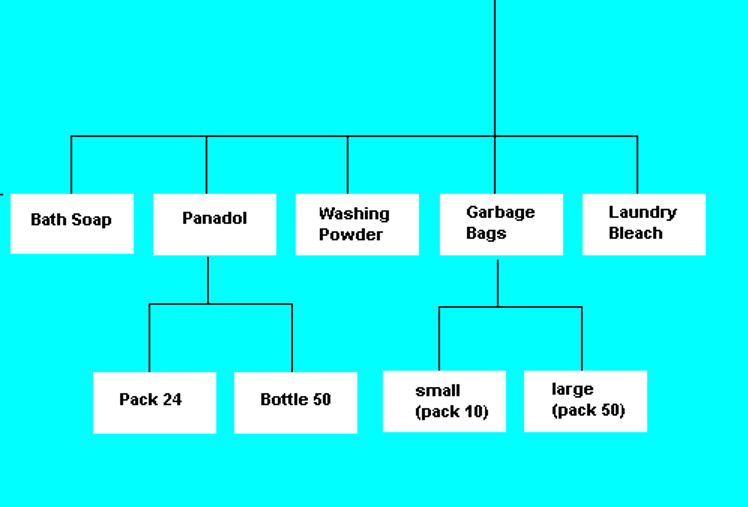 Bath Soap
Panadol
Washing
Powder
Garbage
Bags
Laundry
Bleach
Pack 24
Bottle 50
small
(pack 10)
large
(pack 50)